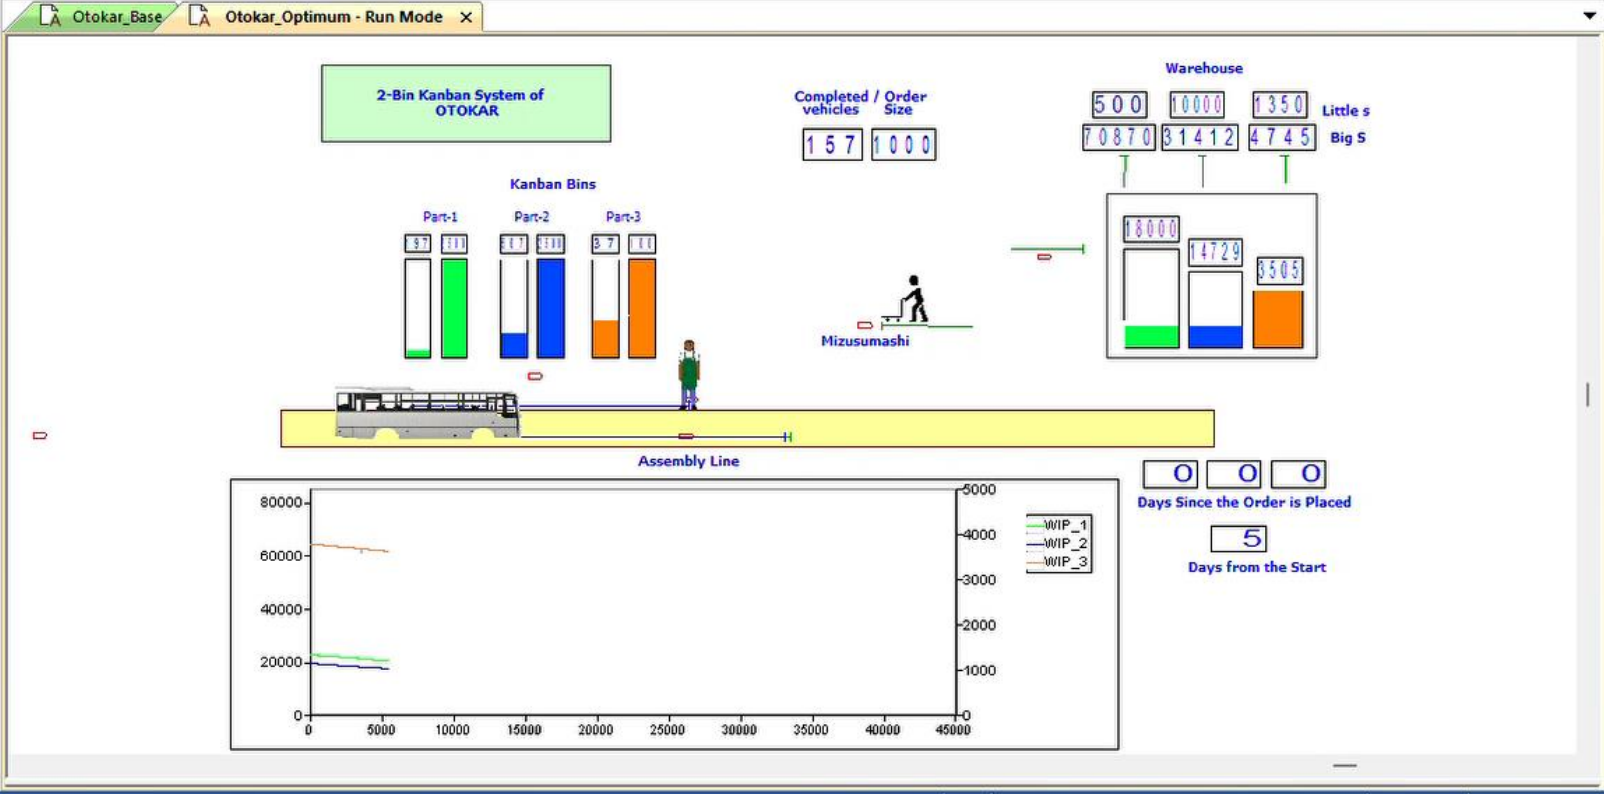 Otokar_Base
Otokar_Optimum - Run Mode
2-Bin Kanban System of
OTOKAR
Completed / Order
vehicles Size
157 1000
Warehouse
500 10000 1350 Little s
70870 31412 4745 Big S
Kanban Bins
Part-1 Part-2 Part-3
37 100
18000
14729
3505
Mizusumashi
Assembly Line
0 0 0
Days Since the Order is Placed
5
Days from the Start
80000
60000
40000
20000
0
5000
4000
3000
2000
1000
0
WIP_1
WIP_2
WIP_3
0 5000 10000 15000 20000 25000 30000 35000 40000 45000